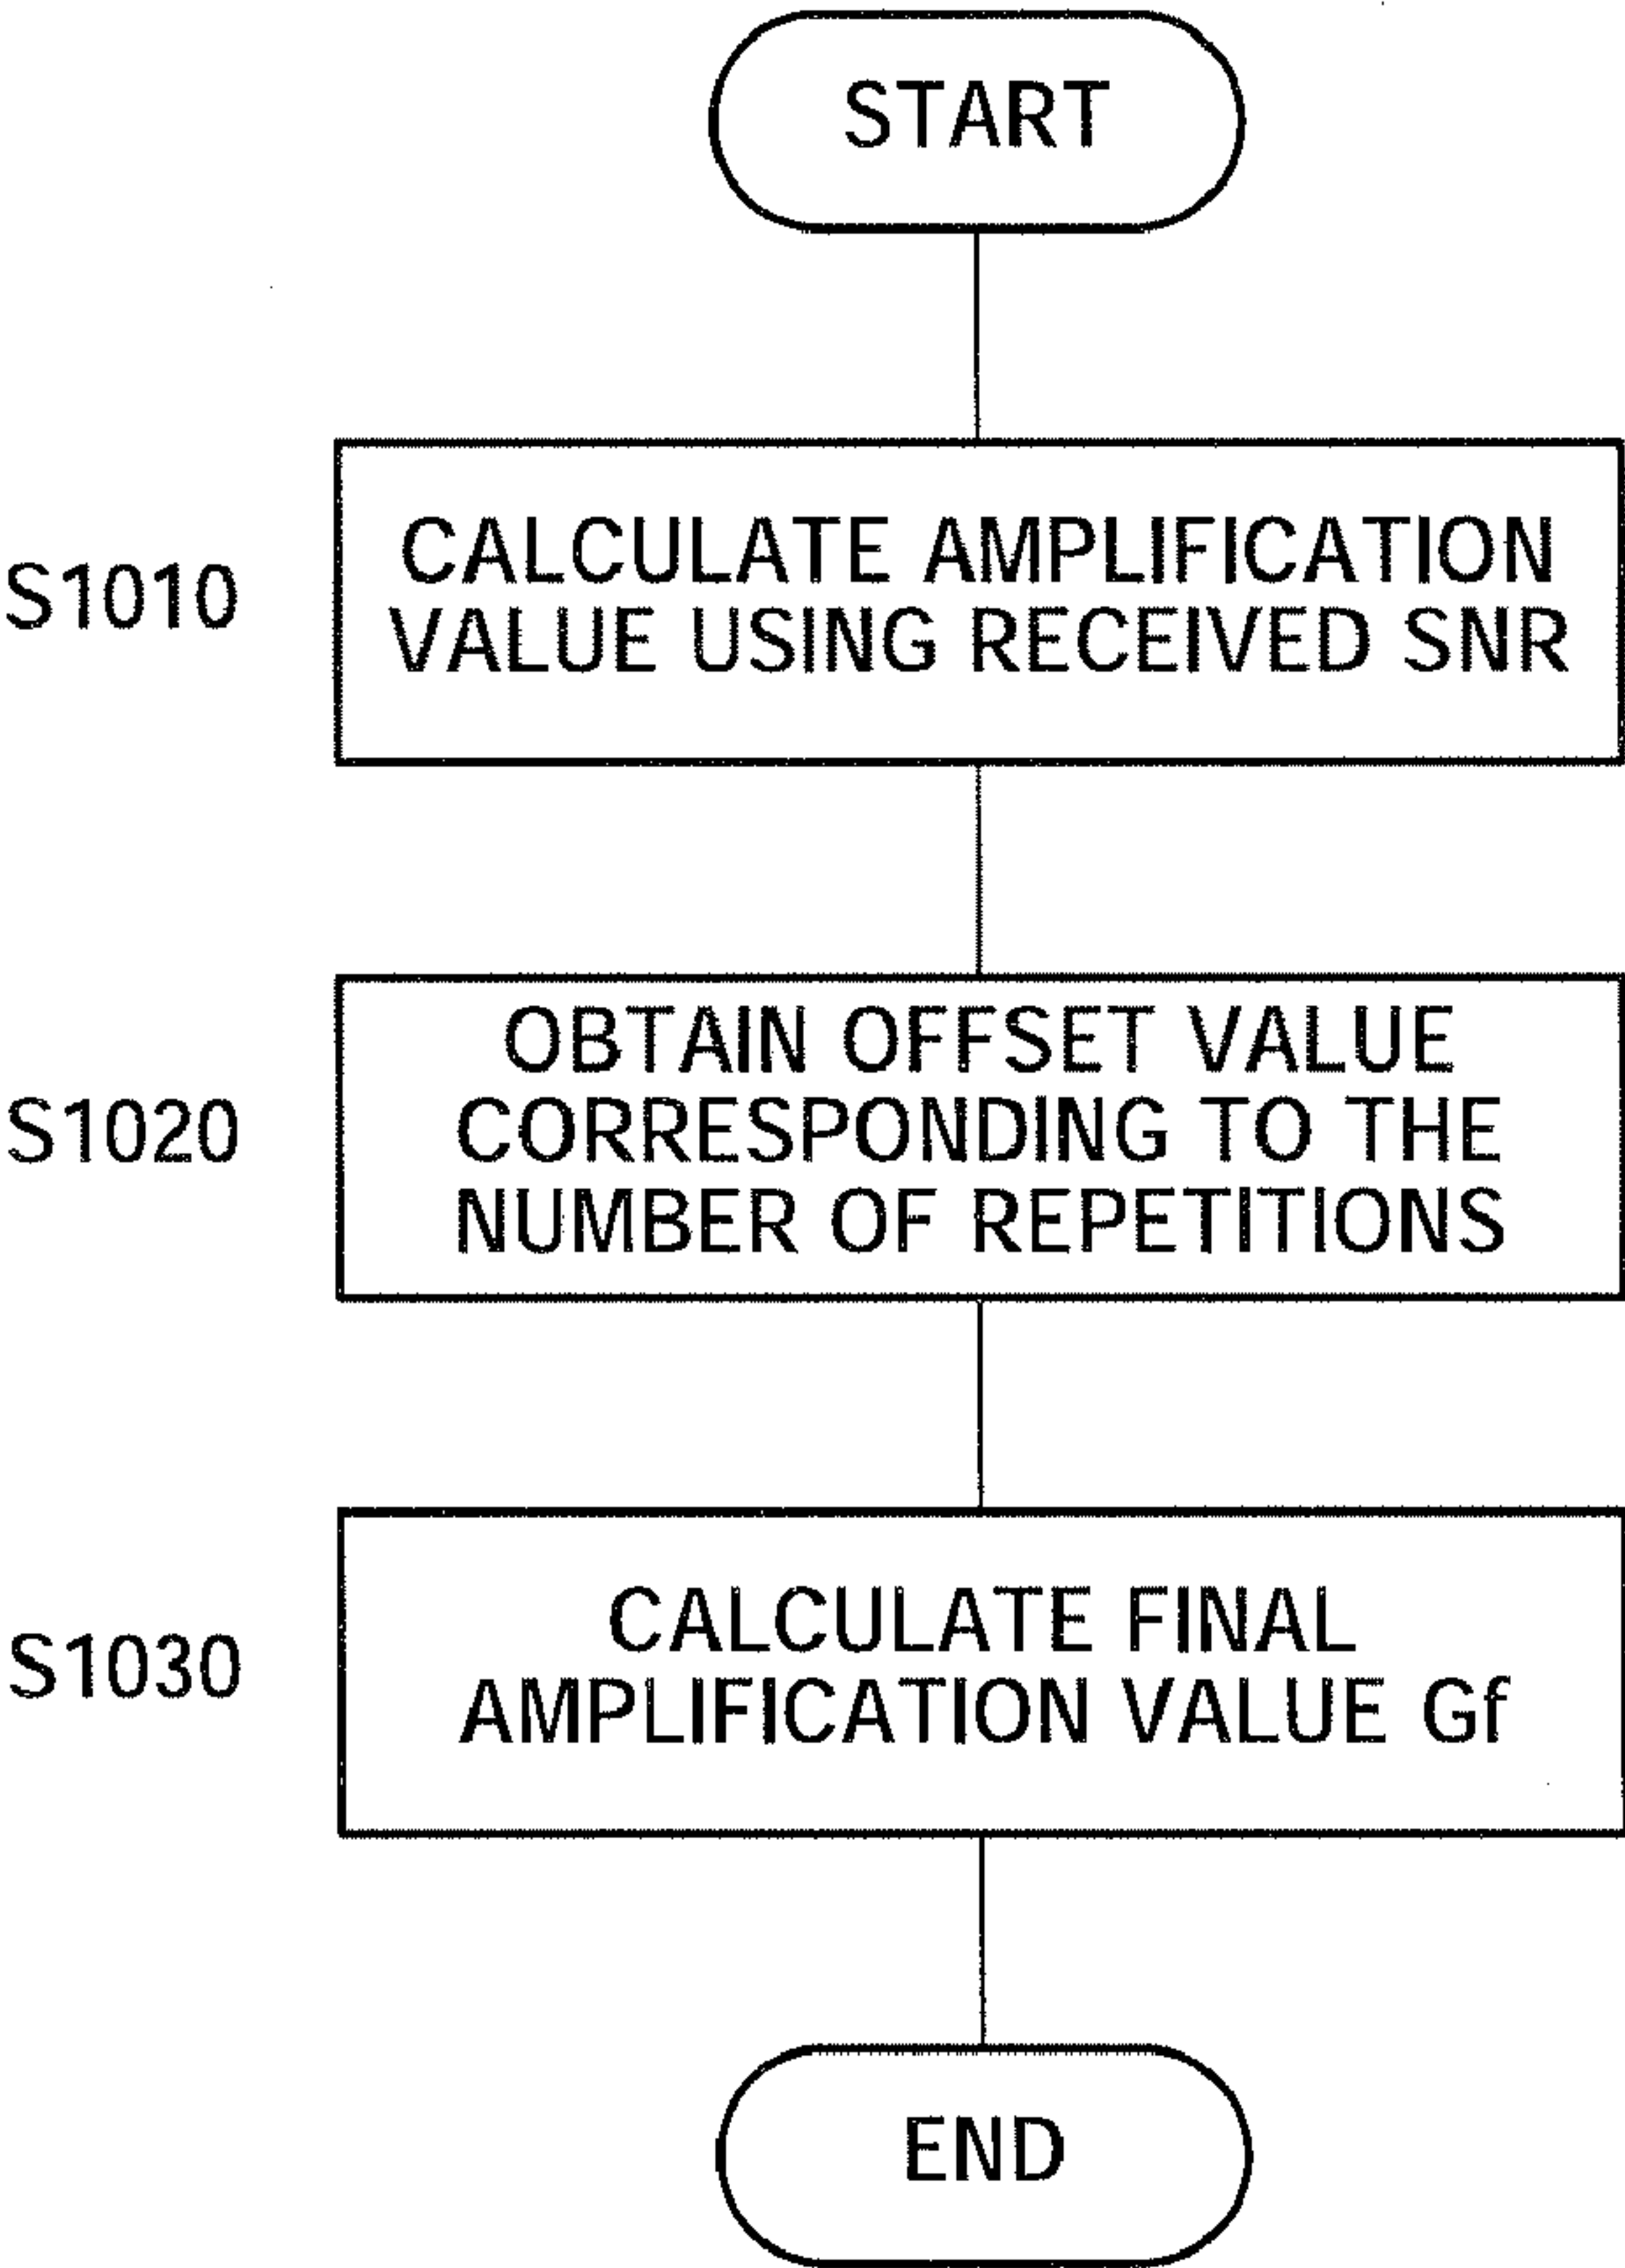 START
S1010
CALCULATE AMPLIFICATION
VALUE USING RECEIVED SNR
S1020
OBTAIN OFFSET VALUE
CORRESPONDING TO THE
NUMBER OF REPETITIONS
S1030
CALCULATE FINAL
AMPLIFICATION VALUE Gf
END